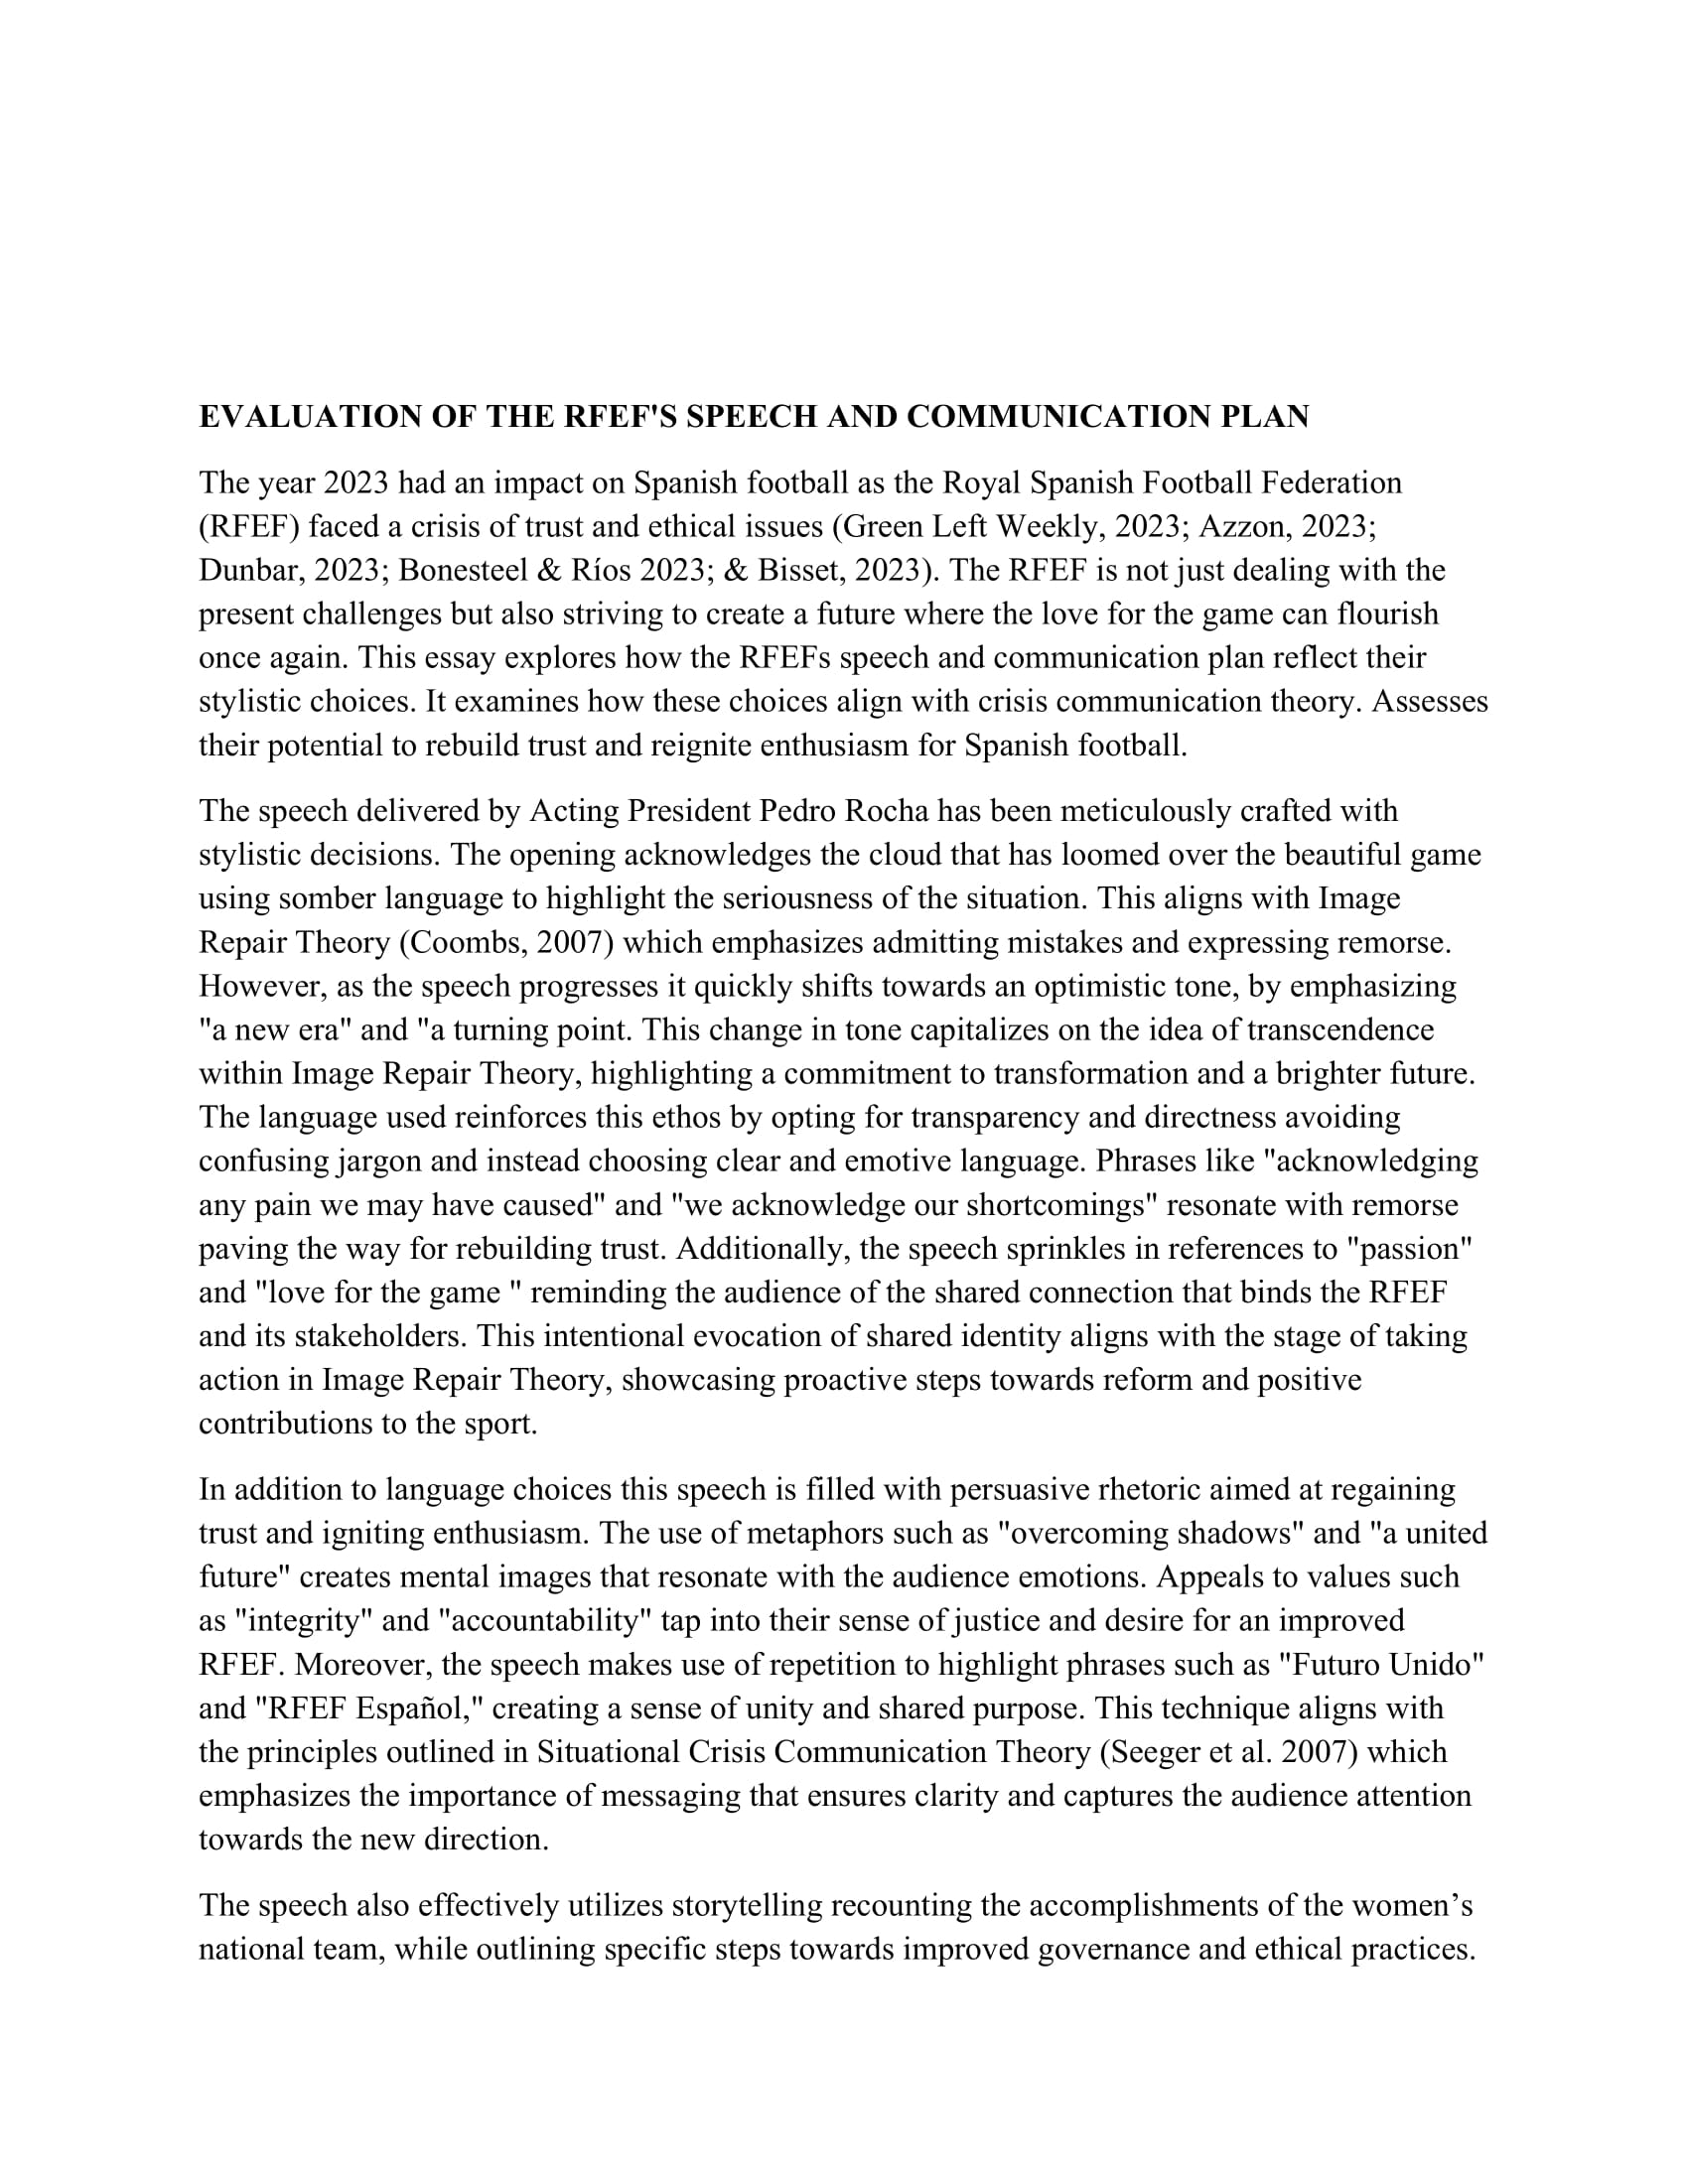 EVALUATION OF THE RFEF'S SPEECH AND COMMUNICATION PLAN
The year 2023 had an impact on Spanish football as the Royal Spanish Football Federation
(RFEF) faced a crisis of trust and ethical issues (Green Left Weekly, 2023; Azzon, 2023;
Dunbar, 2023; Bonesteel & Ríos 2023; & Bisset, 2023). The RFEF is not just dealing with the
present challenges but also striving to create a future where the love for the game can flourish
once again. This essay explores how the RFEFs speech and communication plan reflect their
stylistic choices. It examines how these choices align with crisis communication theory. Assesses
their potential to rebuild trust and reignite enthusiasm for Spanish football.
The speech delivered by Acting President Pedro Rocha has been meticulously crafted with
stylistic decisions. The opening acknowledges the cloud that has loomed over the beautiful game
using somber language to highlight the seriousness of the situation. This aligns with Image
Repair Theory (Coombs, 2007) which emphasizes admitting mistakes and expressing remorse.
However, as the speech progresses it quickly shifts towards an optimistic tone, by emphasizing
"a new era" and "a turning point. This change in tone capitalizes on the idea of transcendence
within Image Repair Theory, highlighting a commitment to transformation and a brighter future.
The language used reinforces this ethos by opting for transparency and directness avoiding
confusing jargon and instead choosing clear and emotive language. Phrases like "acknowledging
any pain we may have caused" and "we acknowledge our shortcomings" resonate with remorse
paving the way for rebuilding trust. Additionally, the speech sprinkles in references to "passion"
and "love for the game " reminding the audience of the shared connection that binds the RFEF
and its stakeholders. This intentional evocation of shared identity aligns with the stage of taking
action in Image Repair Theory, showcasing proactive steps towards reform and positive
contributions to the sport.
In addition to language choices this speech is filled with persuasive rhetoric aimed at regaining
trust and igniting enthusiasm. The use of metaphors such as "overcoming shadows" and "a united
future" creates mental images that resonate with the audience emotions. Appeals to values such
as "integrity" and "accountability" tap into their sense of justice and desire for an improved
RFEF. Moreover, the speech makes use of repetition to highlight phrases such as "Futuro Unido"
and "RFEF Español," creating a sense of unity and shared purpose. This technique aligns with
the principles outlined in Situational Crisis Communication Theory (Seeger et al. 2007) which
emphasizes the importance of messaging that ensures clarity and captures the audience attention
towards the new direction.
The speech also effectively utilizes storytelling recounting the accomplishments of the women’s
national team, while outlining specific steps towards improved governance and ethical practices.